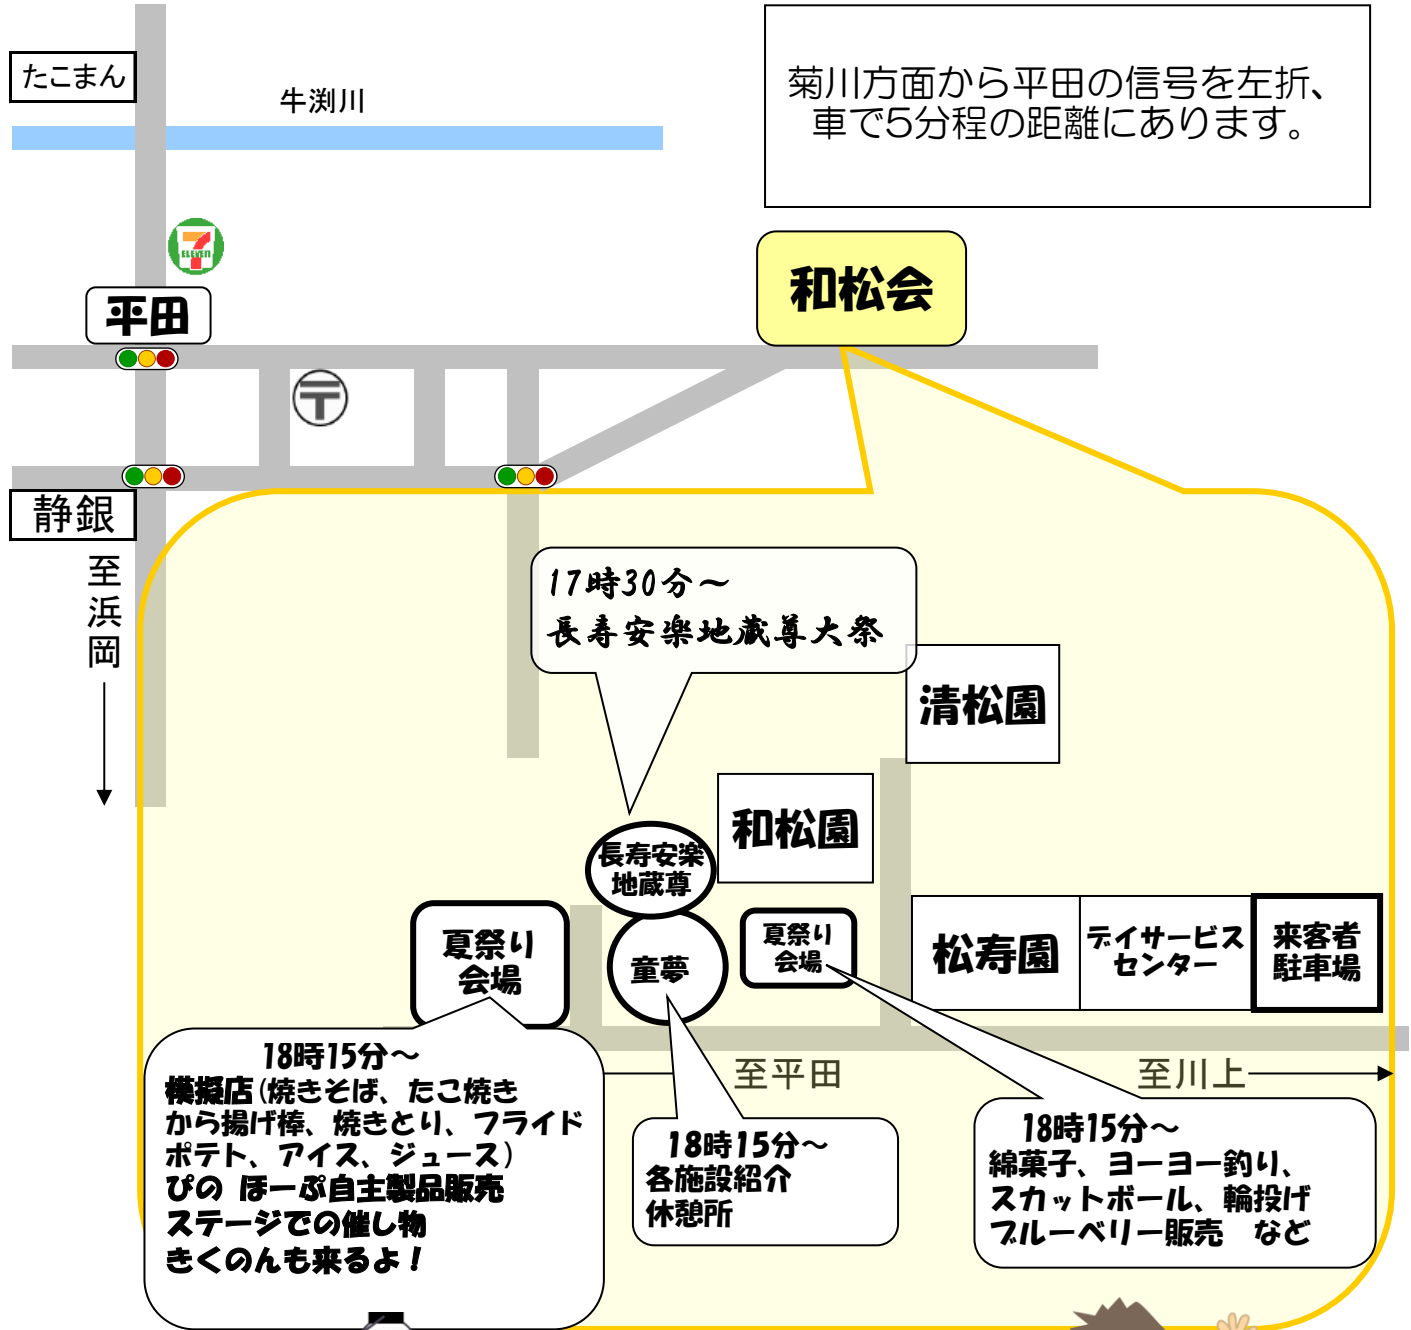 菊川方面から平田の信号を左折、
車で5分程の距離にあります。
たこまん
牛渕川
7
ELEVEN
平田
和松会
〒
静銀
至浜岡
17時30分～
長寿安楽地蔵尊大祭
清松園
和松園
長寿安楽
地蔵尊
夏祭り
会場
童夢
夏祭り
会場
松寿園
デイサービス
センター
来客者
駐車場
至平田
至川上
18時15分～
模擬店(焼きそば、たこ焼き
から揚げ棒、焼きとり、フライド
ポテト、アイス、ジュース)
ぴの ほーぷ自主製品販売
ステージでの催し物
きくのんも来るよ！
18時15分～
各施設紹介
休憩所
18時15分～
綿菓子、ヨーヨー釣り、
スカットボール、輪投げ
ブルーベリー販売　など